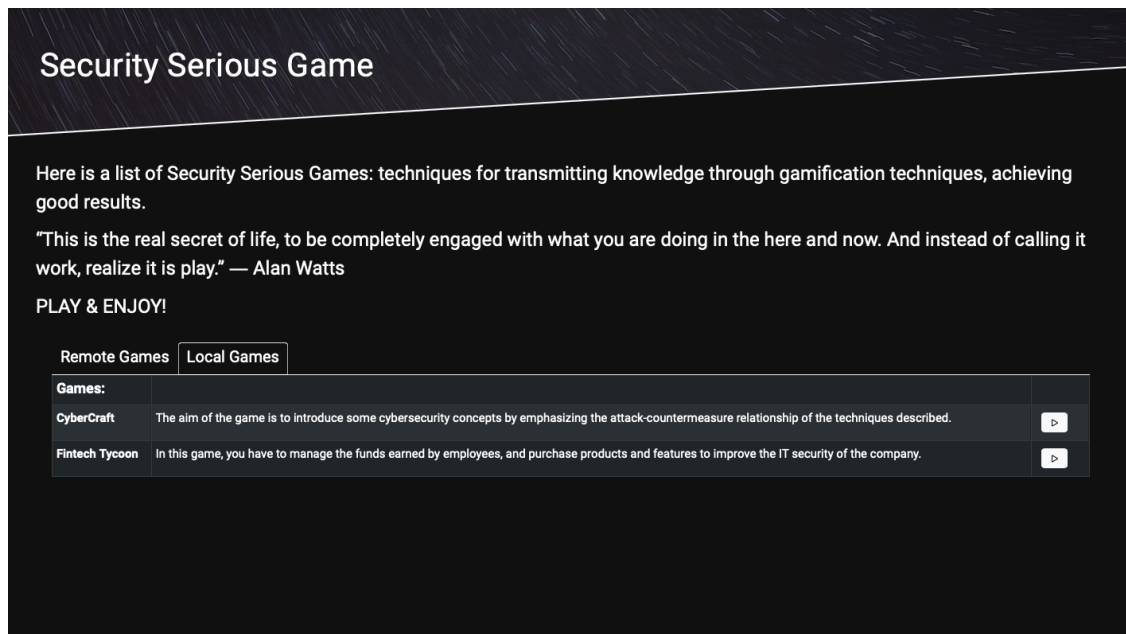 Security Serious Game
Here is a list of Security Serious Games: techniques for transmitting knowledge through gamification techniques, achieving
good results.
“This is the real secret of life, to be completely engaged with what you are doing in the here and now. And instead of calling it
work, realize it is play.” — Alan Watts
PLAY & ENJOY!
Remote Games Local Games
Games:
CyberCraft The aim of the game is to introduce some cybersecurity concepts by emphasizing the attack-countermeasure relationship of the techniques described.
Fintech Tycoon In this game, you have to manage the funds earned by employees, and purchase products and features to improve the IT security of the company.